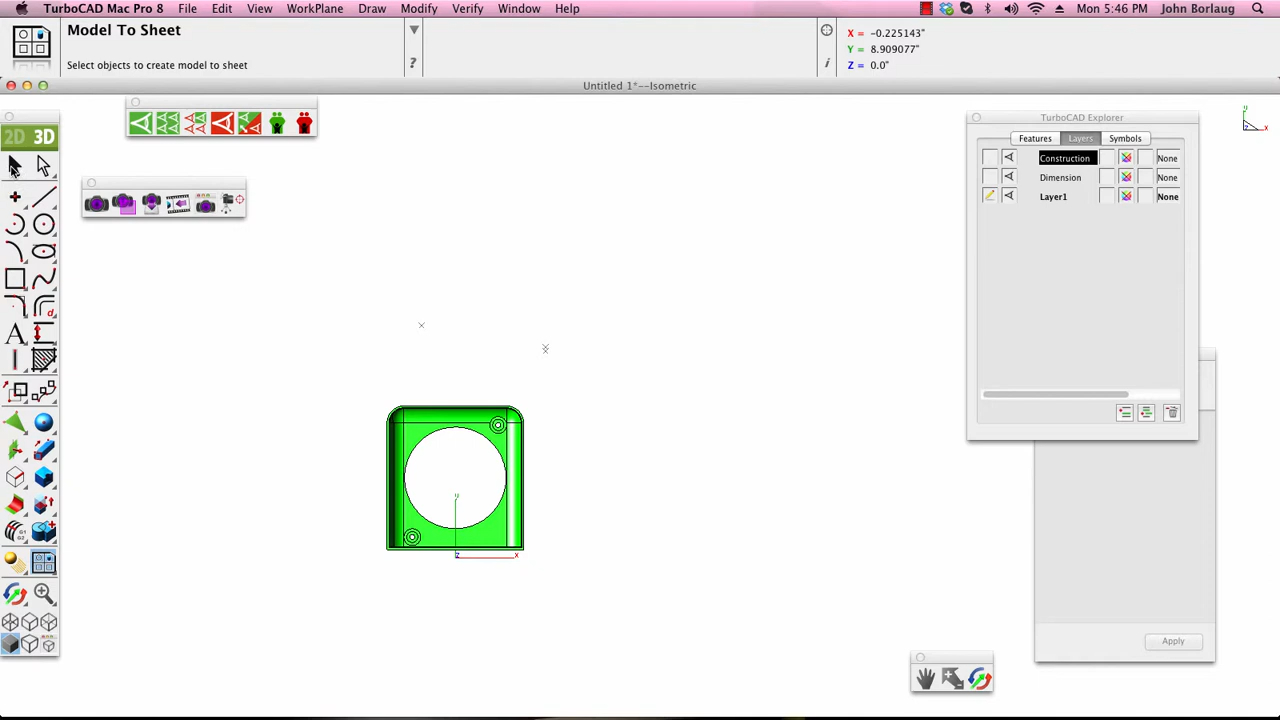 TurboCAD Mac Pro 8 File Edit View WorkPlane Draw Modify Verify Window Help Mon 5:46 PM John Borlaug
Model To Sheet
Select objects to create model to sheet
X = -0.225143"
Y = 8.909077"
Z = 0.0"
Untitled 1*--Isometric
2D 3D
TurboCAD Explorer
Features Layers Symbols
Construction None
Dimension None
Layer1 None
A
d
G1
G2
y
x
z
y
x
z
Apply